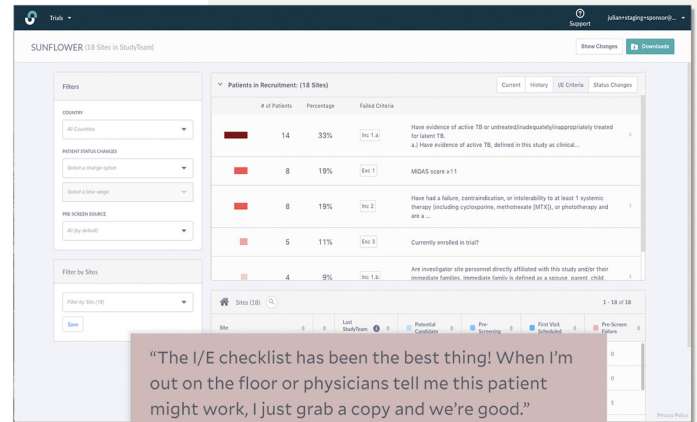 Trials
Support
julian+staging+sponsor@...
SUNFLOWER (18 Sites in StudyTeam)
Show Changes
Downloads
Filters
COUNTRY
All Countries
PATIENT STATUS CHANGES
Select a change option
Select a time range
PRE-SCREEN SOURCE
All (by default)
Filter by Sites
Filter by Site (18)
Save
Patients in Recruitment: (18 Sites)
Current History I/E Criteria Status Changes
# of Patients Percentage Failed Criteria
14 33% Inc 1.a
Have evidence of active TB or untreated/inadequately/inappropriately treated
for latent TB.
a.) Have evidence of active TB, defined in this study as clinical...
8 19% Exc 1 MIDAS score ≥11
8 19% Inc 2
Have had a failure, contraindication, or intolerability to at least 1 systemic
therapy (including cyclosporine, methotrexate [MTX]), or phototherapy and
are a ...
5 11% Exc 3 Currently enrolled in trial?
4 9% Inc 1.b
Are investigator site personnel directly affiliated with this study and/or their
immediate families. Immediate family is defined as a spouse, parent, child,
Sites (18)
1 - 18 of 18
Site
Last
StudyTeam
Potential
Candidate
Pre-
Screening
First Visit
Scheduled
Pre-Screen
Failure
0
0
5
“The I/E checklist has been the best thing! When I’m
out on the floor or physicians tell me this patient
might work, I just grab a copy and we’re good.”
Privacy Policy